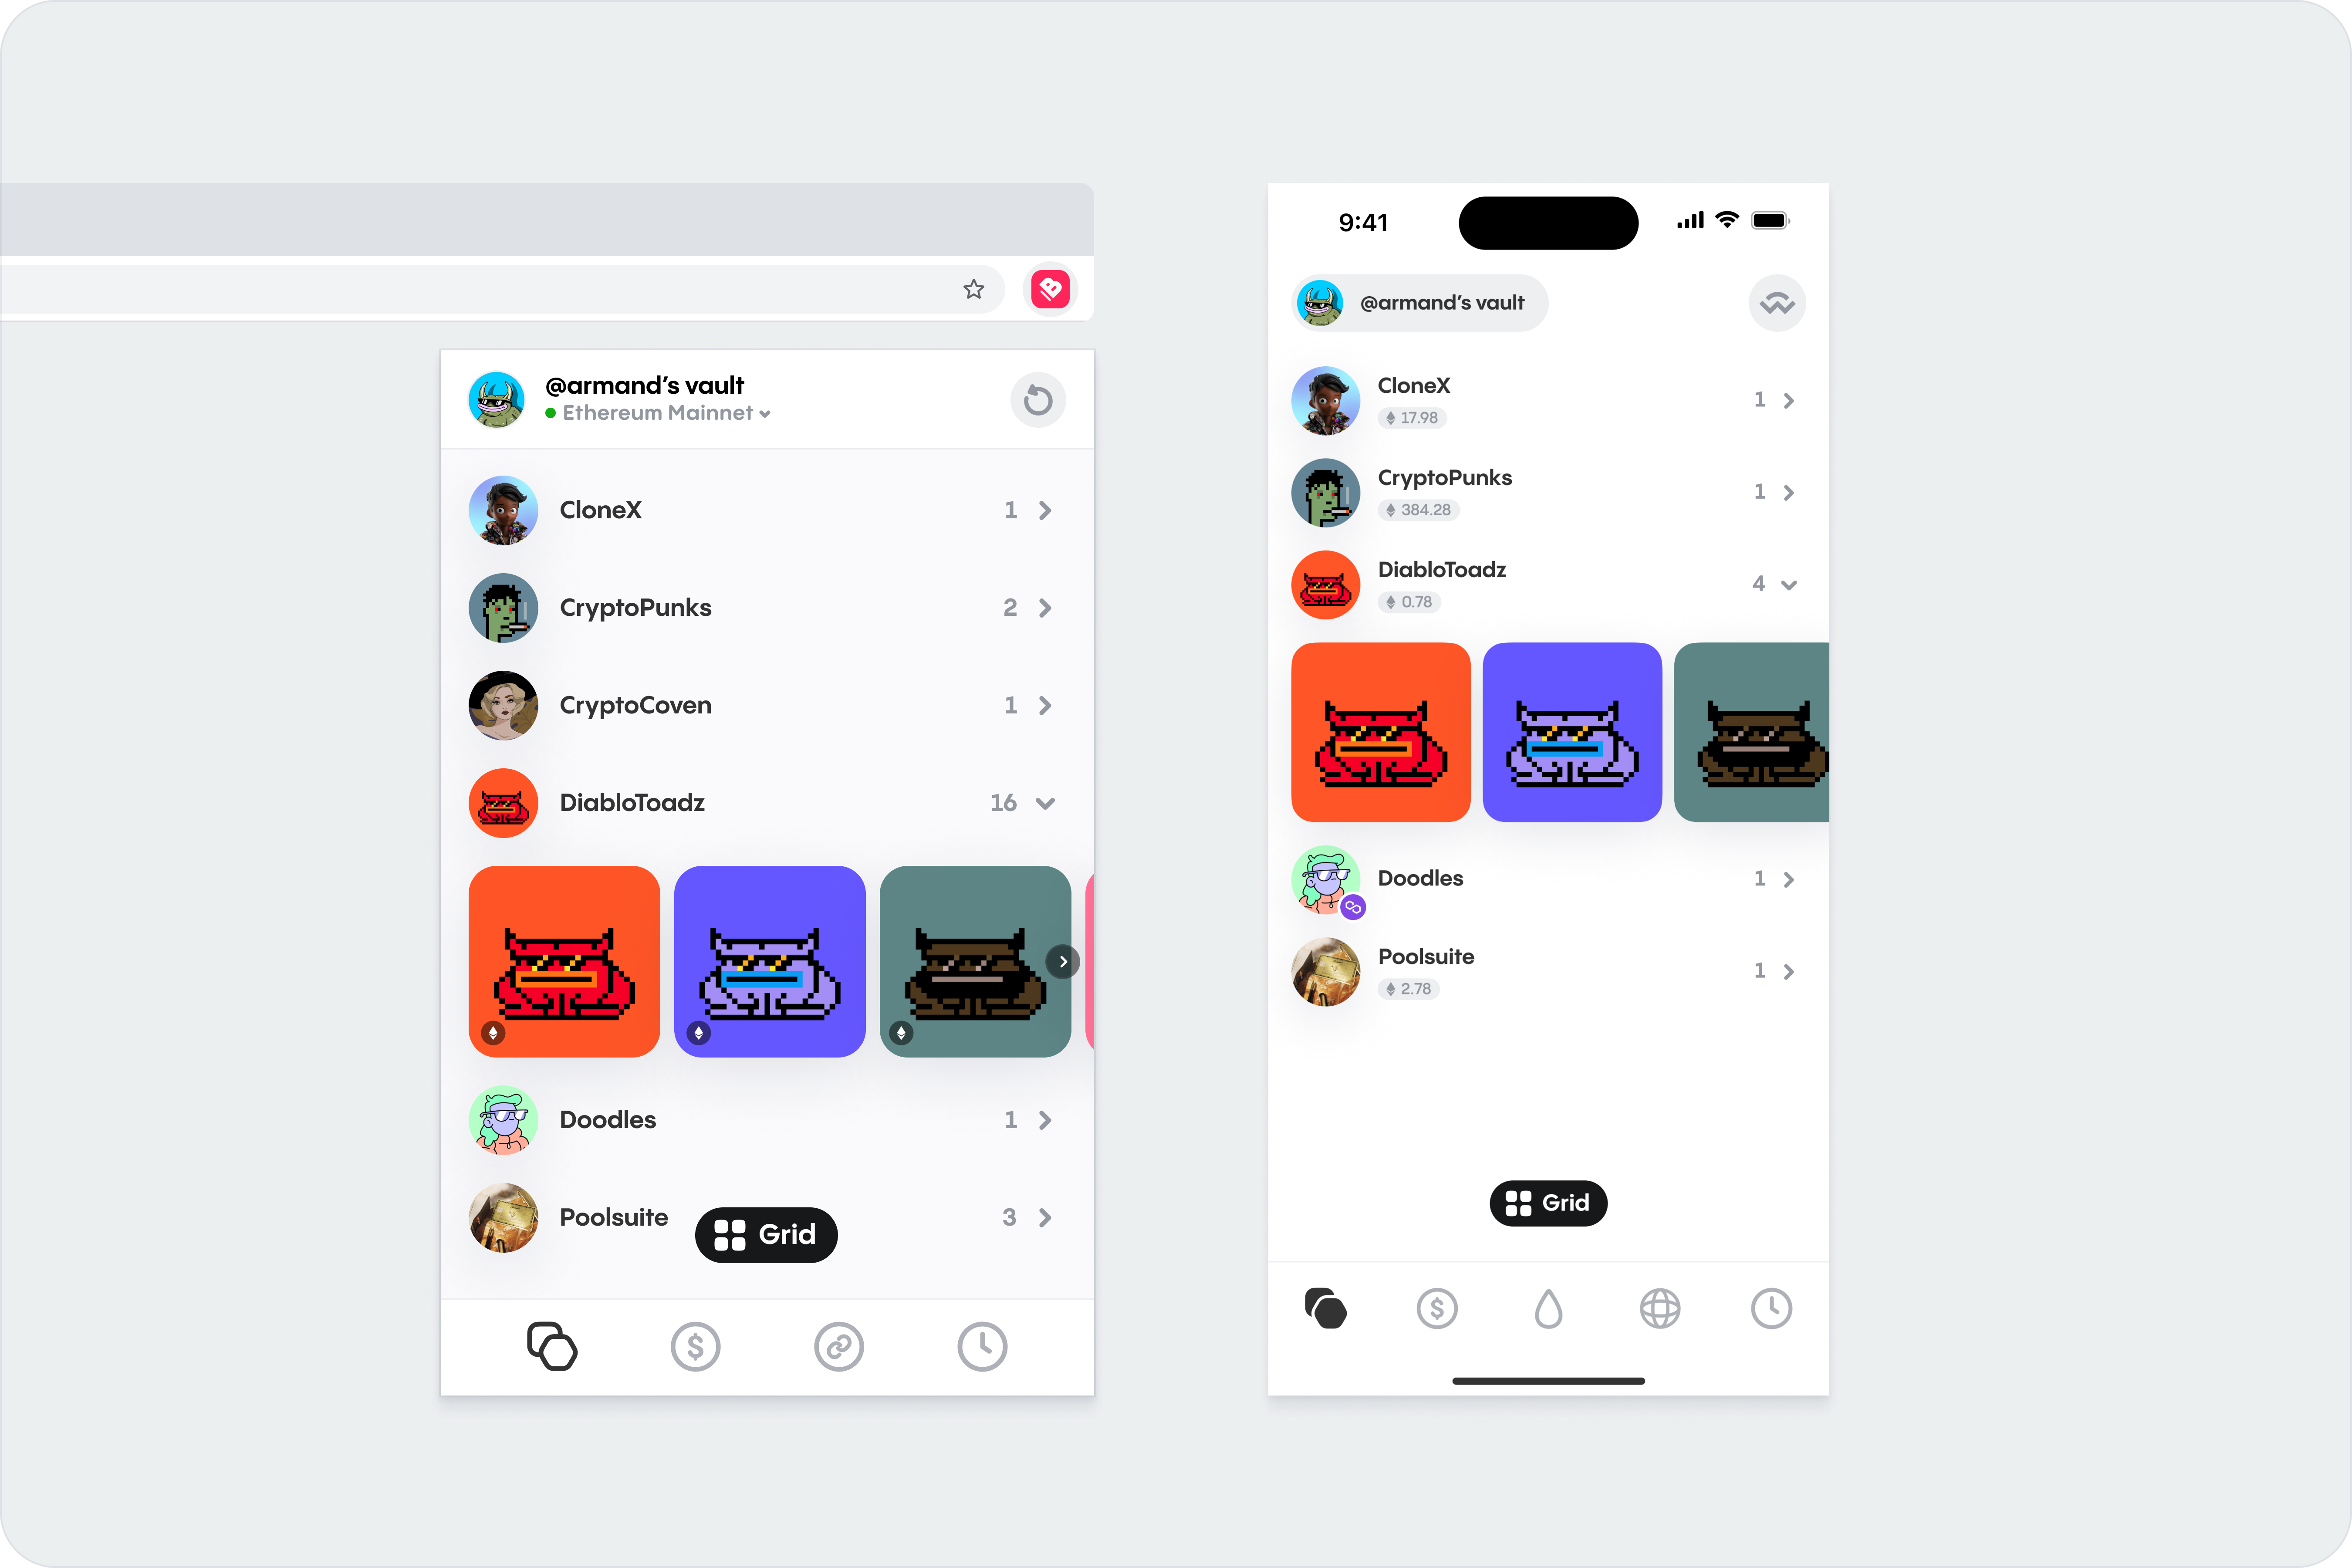 @armand's vault
Ethereum Mainnet
CloneX
1
CryptoPunks
2
CryptoCoven
1
DiabloToadz
16
Doodles
1
Poolsuite
3
Grid
9:41
@armand's vault
CloneX
17.98
1
CryptoPunks
384.28
1
DiabloToadz
0.78
4
Doodles
1
Poolsuite
2.78
1
Grid